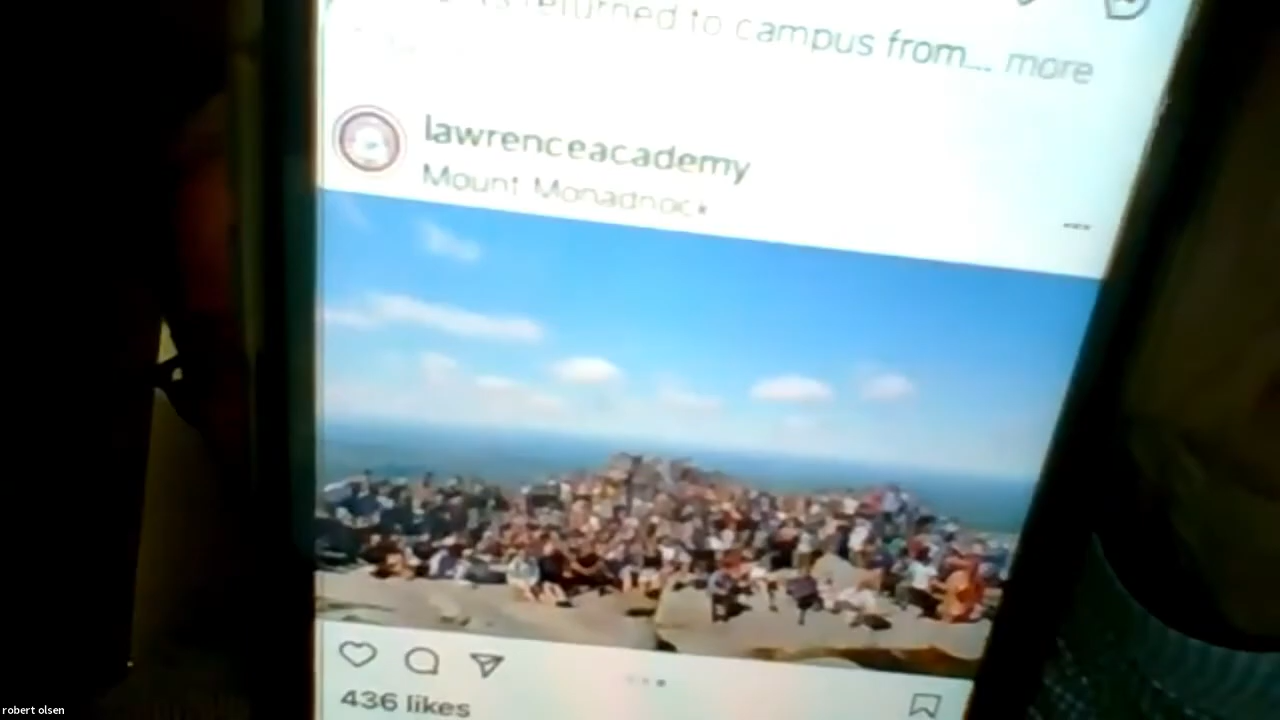 returned to campus from... more
lawrenceacademy
Mount Monadnock
436 likes
robert olsen